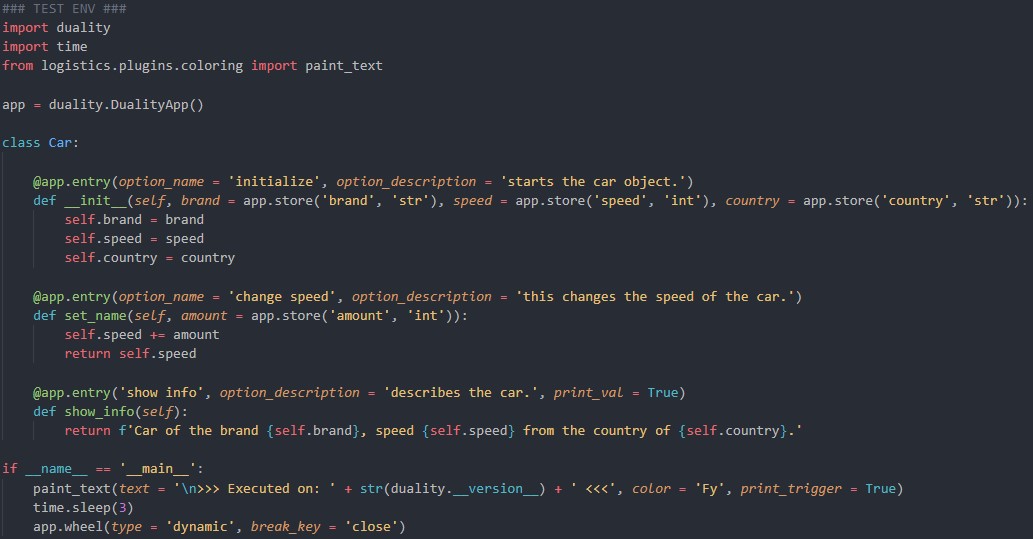 ### TEST ENV ###
import duality
import time
from logistics.plugins.coloring import paint_text
app = duality.DualityApp()
class Car:
@app.entry(option_name = 'initialize', option_description = 'starts the car object.')
def __init__(self, brand = app.store('brand', 'str'), speed = app.store('speed', 'int'), country = app.store('country', 'str')):
self.brand = brand
self.speed = speed
self.country = country
@app.entry(option_name = 'change speed', option_description = 'this changes the speed of the car.')
def set_name(self, amount = app.store('amount', 'int')):
self.speed += amount
return self.speed
@app.entry('show info', option_description = 'describes the car.', print_val = True)
def show_info(self):
return f'Car of the brand {self.brand}, speed {self.speed} from the country of {self.country}.'
if __name__ == '__main__':
paint_text(text = '\n>>> Executed on: ' + str(duality.__version__) + ' <<<', color = 'Fy', print_trigger = True)
time.sleep(3)
app.wheel(type = 'dynamic', break_key = 'close')